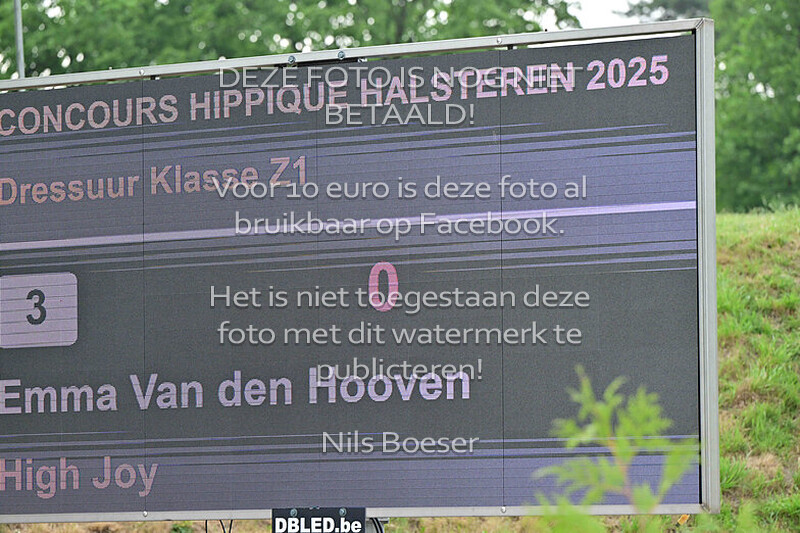 DEZE FOTO IS NOG NIET
CONCOURS HIPPIQUE HALSTEREN 2025
BETAALD!
Dressuur Klasse Z1
Voor 10 euro is deze foto al
bruikbaar op Facebook.
3
0
Het is niet toegestaan deze
foto met dit watermerk te
publiceren!
Emma Van den Hooven
Nils Boeser
High Joy
DBLED.be